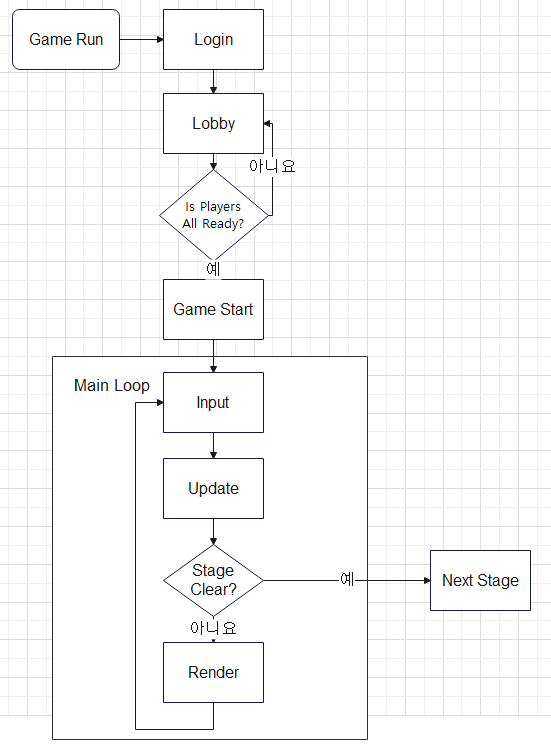 Game Run
Login
Lobby
아니요
Is Players
All Ready?
예
Game Start
Main Loop
Input
Update
Stage
Clear?
예
Next Stage
아니요
Render